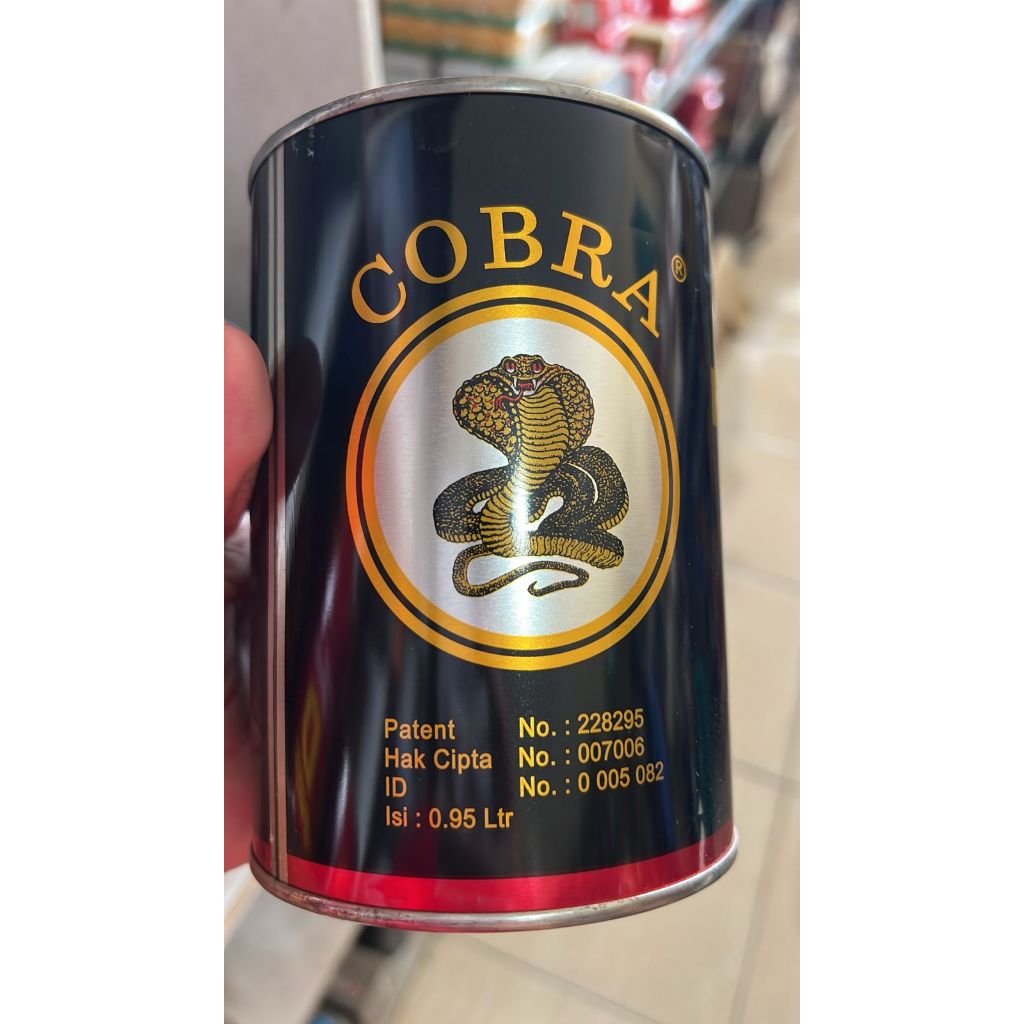 COBRA®
Patent No. : 228295
Hak Cipta No. : 007006
ID No. : 0 005 082
Isi : 0.95 Ltr